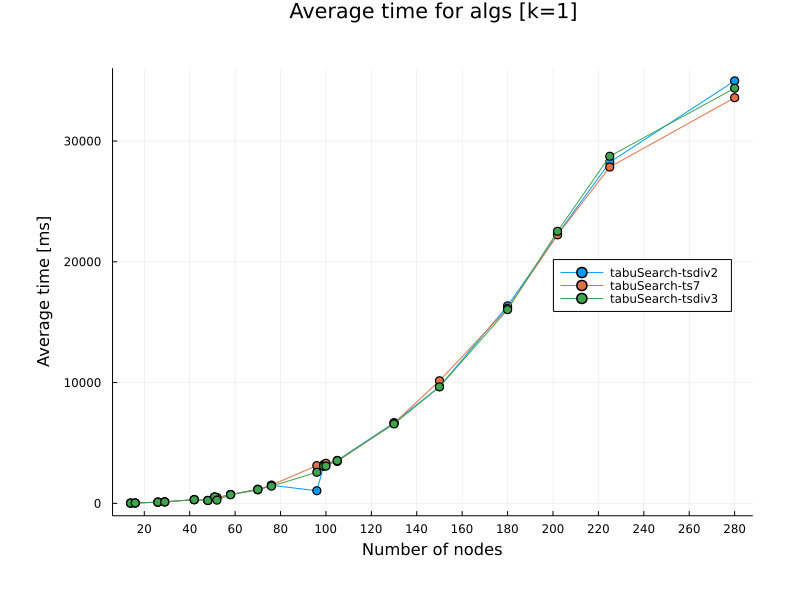 Average time for algs [k=1]
Average time [ms]
30000
20000
10000
0
tabuSearch-tsdiv2
tabuSearch-ts7
tabuSearch-tsdiv3
20 40 60 80 100 120 140 160 180 200 220 240 260 280
Number of nodes